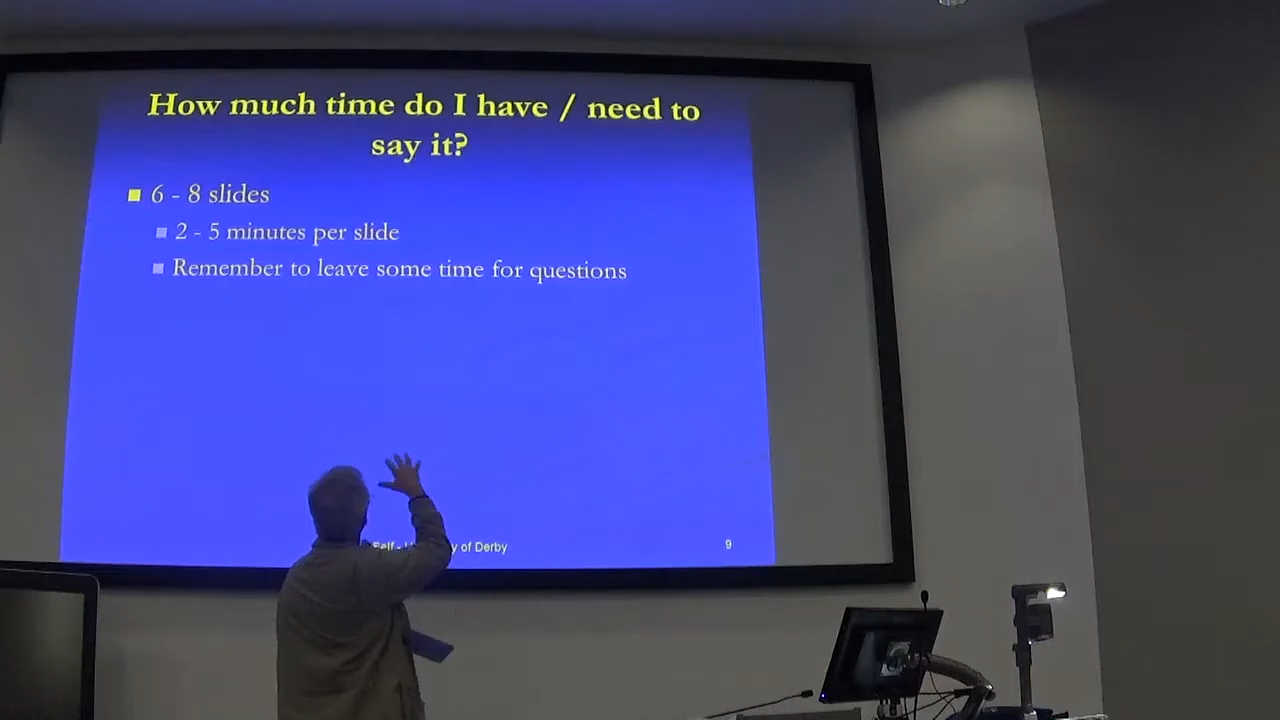 How much time do I have / need to
say it?
6 - 8 slides
2 - 5 minutes per slide
Remember to leave some time for questions
Self - of Derby
9